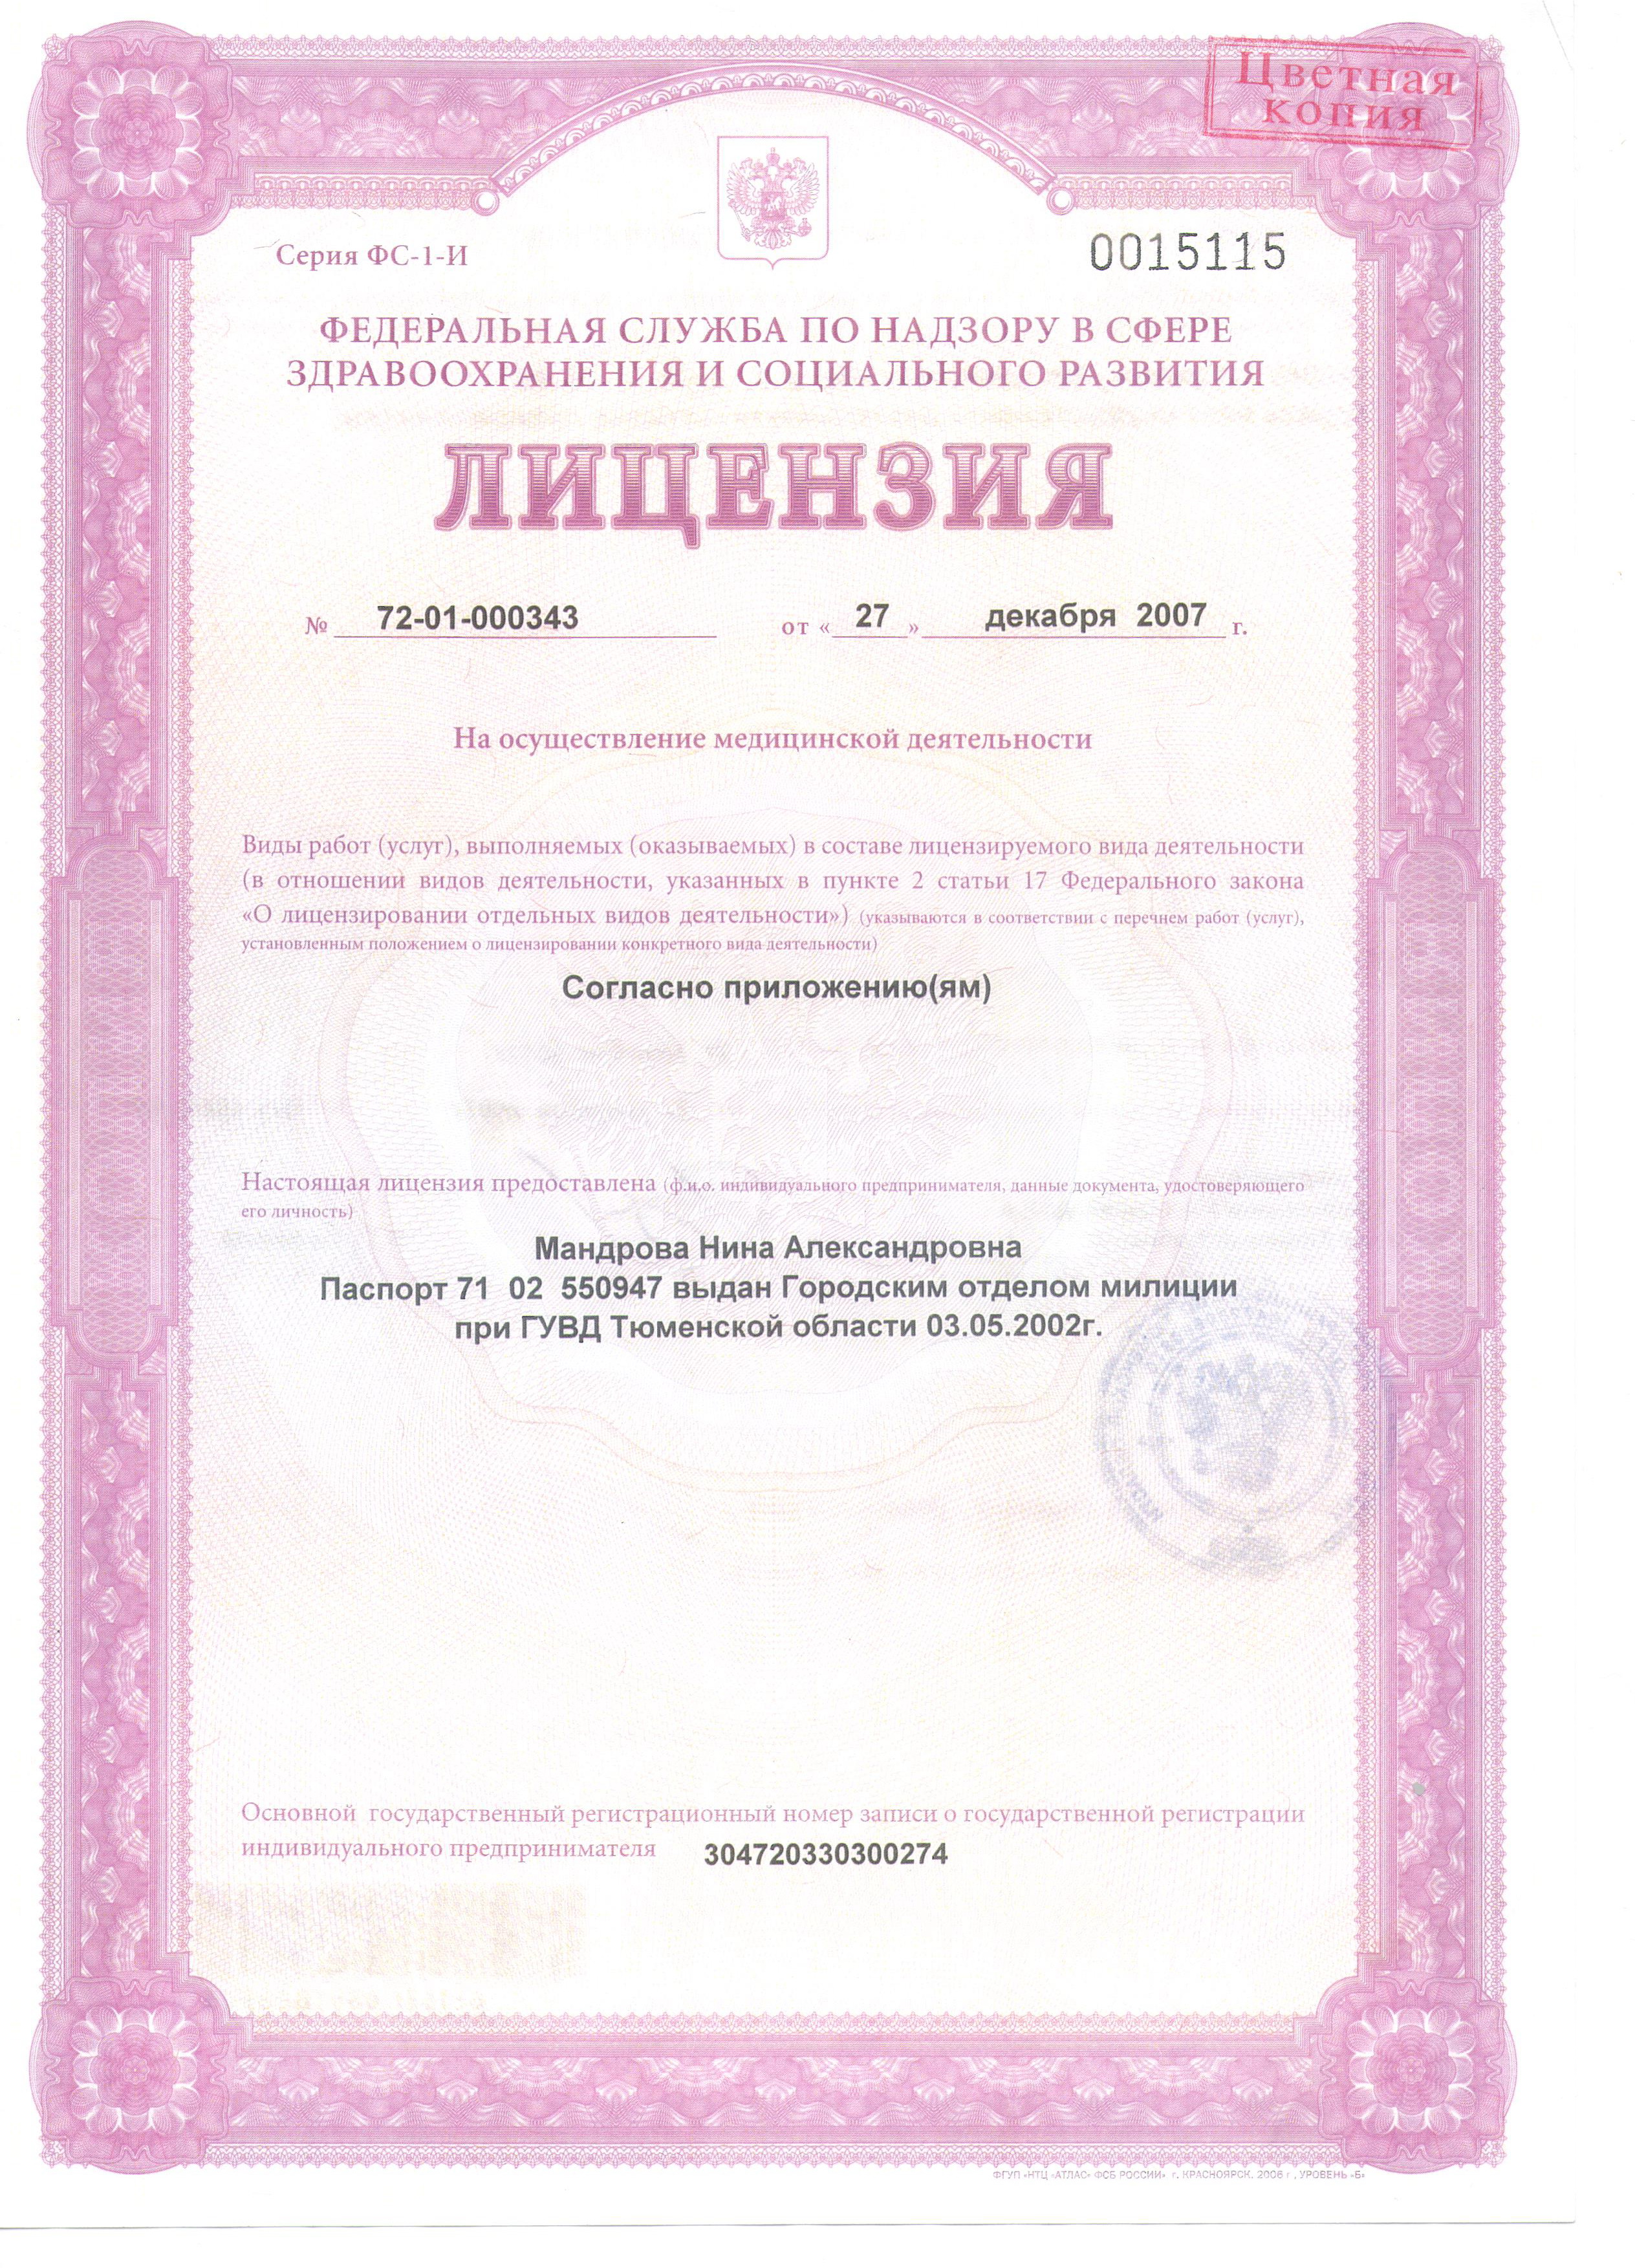 Цветная
копия
Серия ФС-1-И
0015115
ФЕДЕРАЛЬНАЯ СЛУЖБА ПО НАДЗОРУ В СФЕРЕ
ЗДРАВООХРАНЕНИЯ И СОЦИАЛЬНОГО РАЗВИТИЯ
ЛИЦЕНЗИЯ
№ 72-01-000343 от « 27 » декабря 2007 г.
На осуществление медицинской деятельности
Виды работ (услуг), выполняемых (оказываемых) в составе лицензируемого вида деятельности
(в отношении видов деятельности, указанных в пункте 2 статьи 17 Федерального закона
«О лицензировании отдельных видов деятельности») (указываются в соответствии с перечнем работ (услуг),
установленным положением о лицензировании конкретного вида деятельности)
Согласно приложению(ям)
Настоящая лицензия предоставлена (ф.и.о. индивидуального предпринимателя, данные документа, удостоверяющего
его личность)
Мандрова Нина Александровна
Паспорт 71 02 550947 выдан Городским отделом милиции
при ГУВД Тюменской области 03.05.2002г.
Основной государственный регистрационный номер записи о государственной регистрации
индивидуального предпринимателя 304720330300274
ФГУП «НТЦ «АТЛАС» ФСБ РОССИИ» г. КРАСНОЯРСК. 2006 г., УРОВЕНЬ «Б»